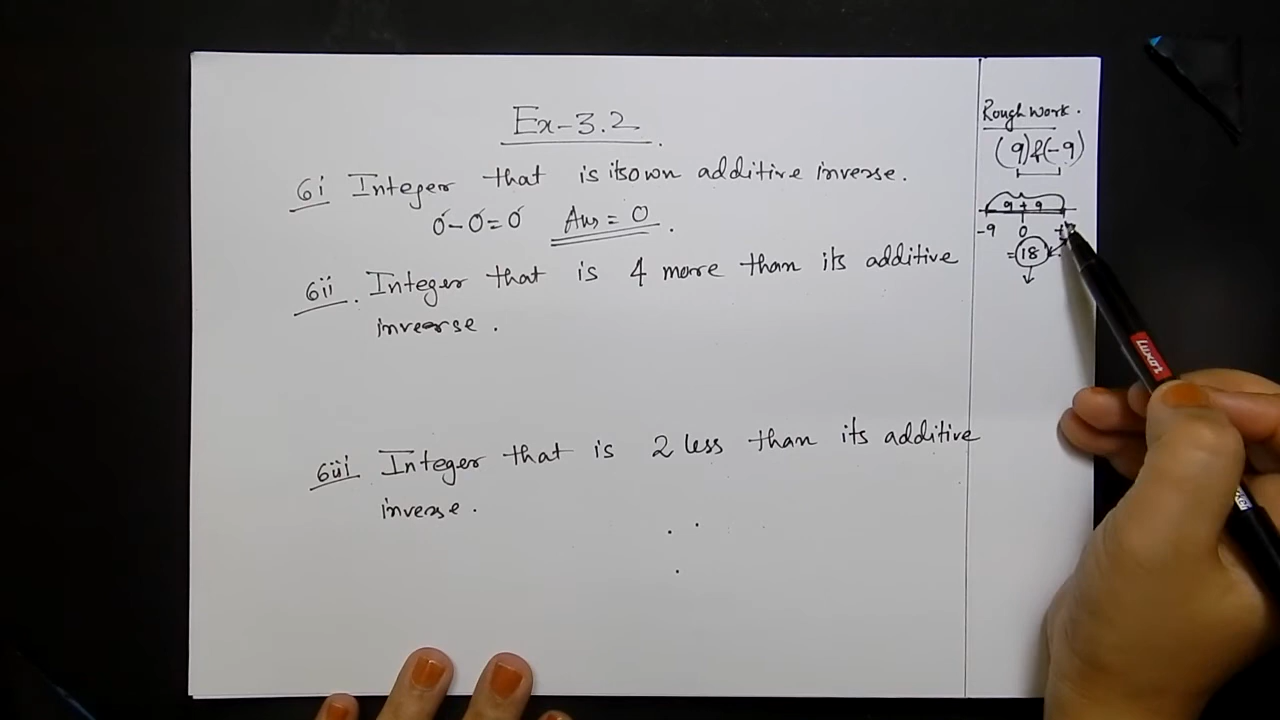 Ex-3.2
6i Integer that is its own additive inverse.
0-0=0 Ans = 0.
6ii. Integer that is 4 more than its additive
inverse.
6iii Integer that is 2 less than its additive
inverse.
Rough work.
(9)&(-9)
9 + 9
-9 0
= 18
Luxor